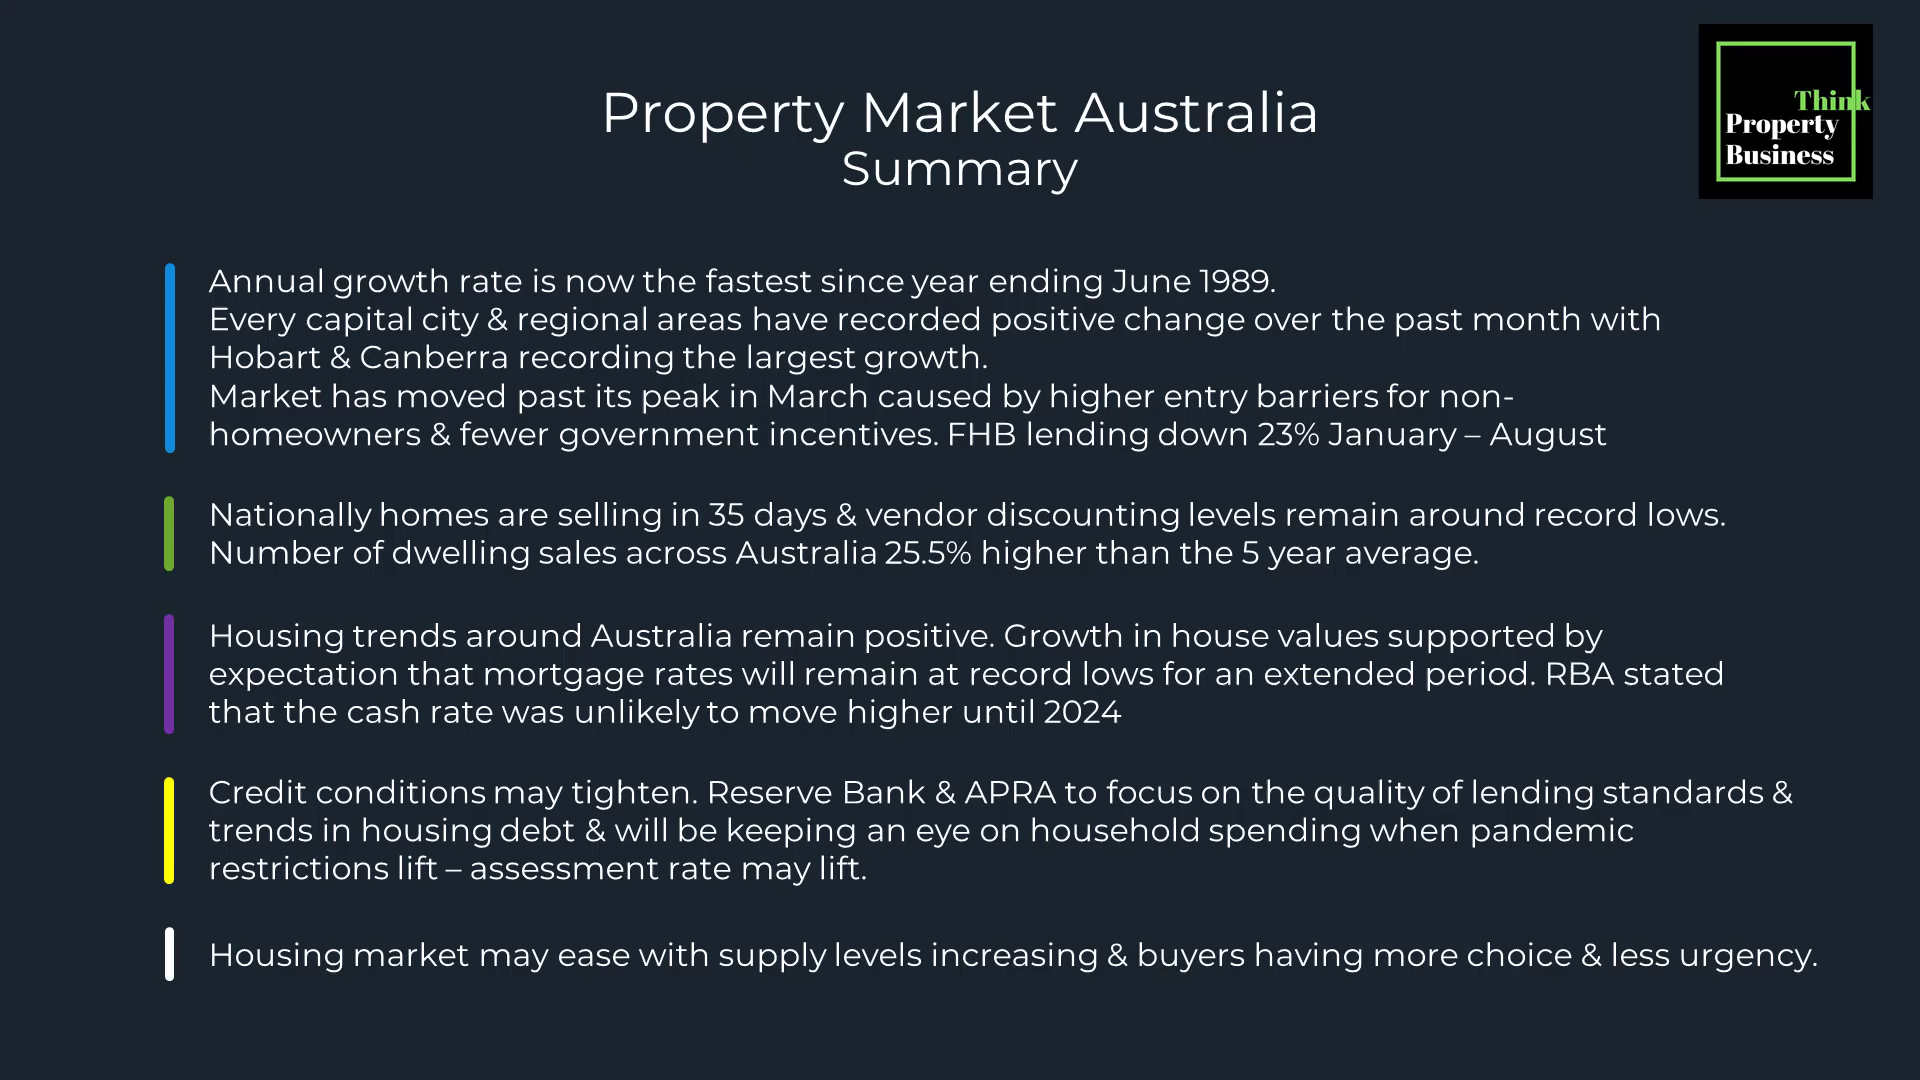 Think
Property
Business
Property Market Australia
Summary
Annual growth rate is now the fastest since year ending June 1989.
Every capital city & regional areas have recorded positive change over the past month with
Hobart & Canberra recording the largest growth.
Market has moved past its peak in March caused by higher entry barriers for non-
homeowners & fewer government incentives. FHB lending down 23% January – August
Nationally homes are selling in 35 days & vendor discounting levels remain around record lows.
Number of dwelling sales across Australia 25.5% higher than the 5 year average.
Housing trends around Australia remain positive. Growth in house values supported by
expectation that mortgage rates will remain at record lows for an extended period. RBA stated
that the cash rate was unlikely to move higher until 2024
Credit conditions may tighten. Reserve Bank & APRA to focus on the quality of lending standards &
trends in housing debt & will be keeping an eye on household spending when pandemic
restrictions lift – assessment rate may lift.
Housing market may ease with supply levels increasing & buyers having more choice & less urgency.